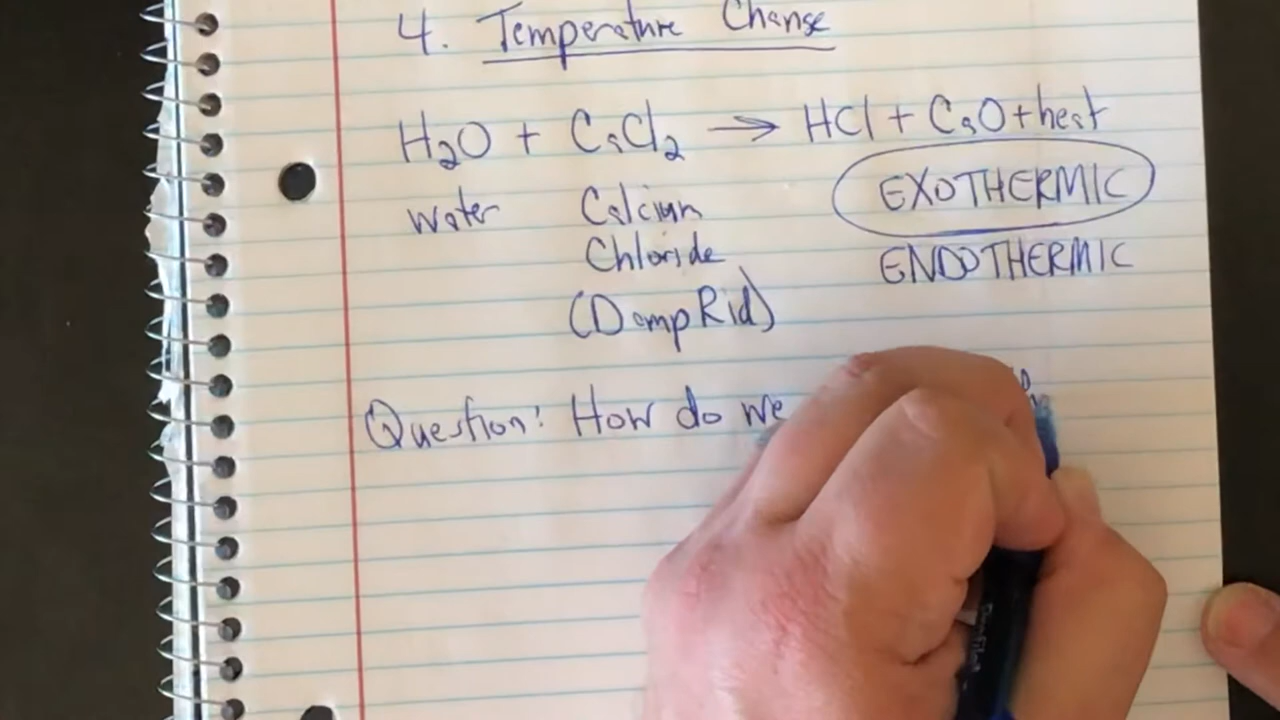 4. Temperature Change
H₂O + CaCl₂ → HCl + CaO + heat
Water Calcium EXOTHERMIC
Chloride ENDOTHERMIC
(DampRid)
Question: How do we